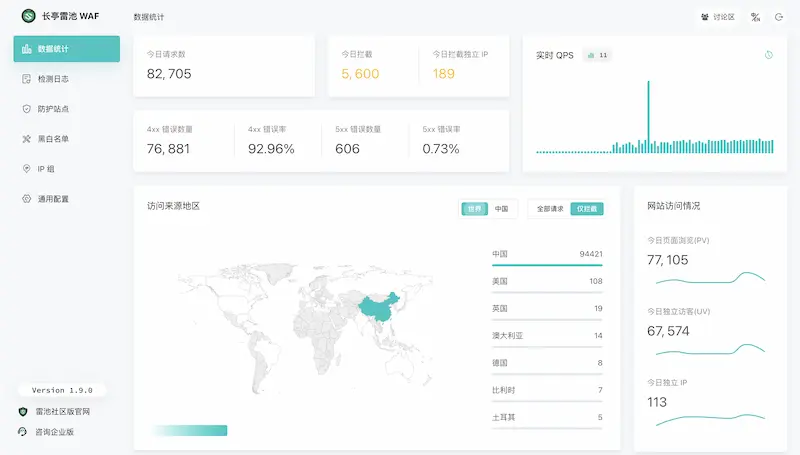 长亭雷池 WAF
数据统计
讨论区
数据统计
检测日志
防护站点
黑白名单
IP 组
通用配置
Version 1.9.0
雷池社区版官网
咨询企业版
今日请求数
82,705
今日拦截
5,600
今日拦截独立 IP
189
4xx 错误数量
76,881
4xx 错误率
92.96%
5xx 错误数量
606
5xx 错误率
0.73%
实时 QPS
11
访问来源地区
世界
中国
全部请求
仅拦截
中国 94421
美国 108
英国 19
澳大利亚 14
德国 8
比利时 7
土耳其 5
网站访问情况
今日页面浏览(PV)
77,105
今日独立访客(UV)
67,574
今日独立 IP
113